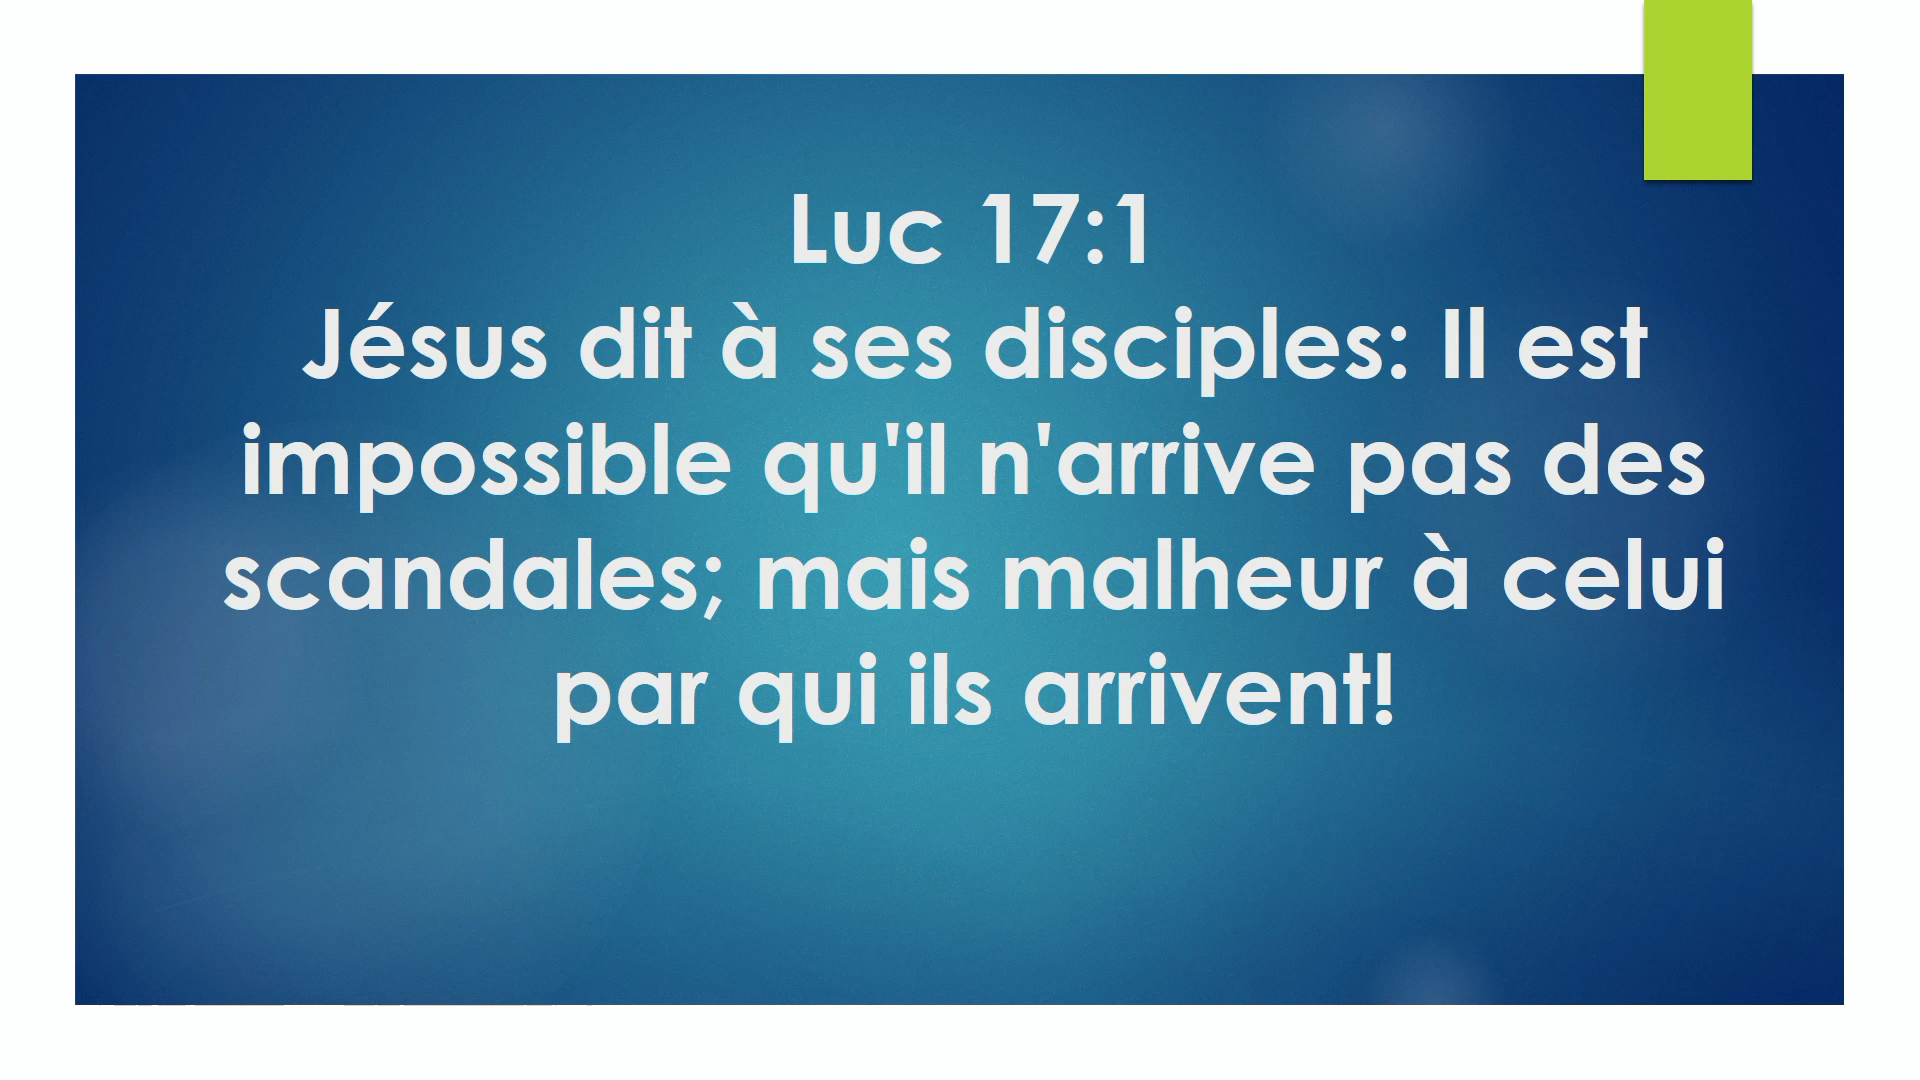 Luc 17:1
Jésus dit à ses disciples: Il est
impossible qu'il n'arrive pas des
scandales; mais malheur à celui
par qui ils arrivent!